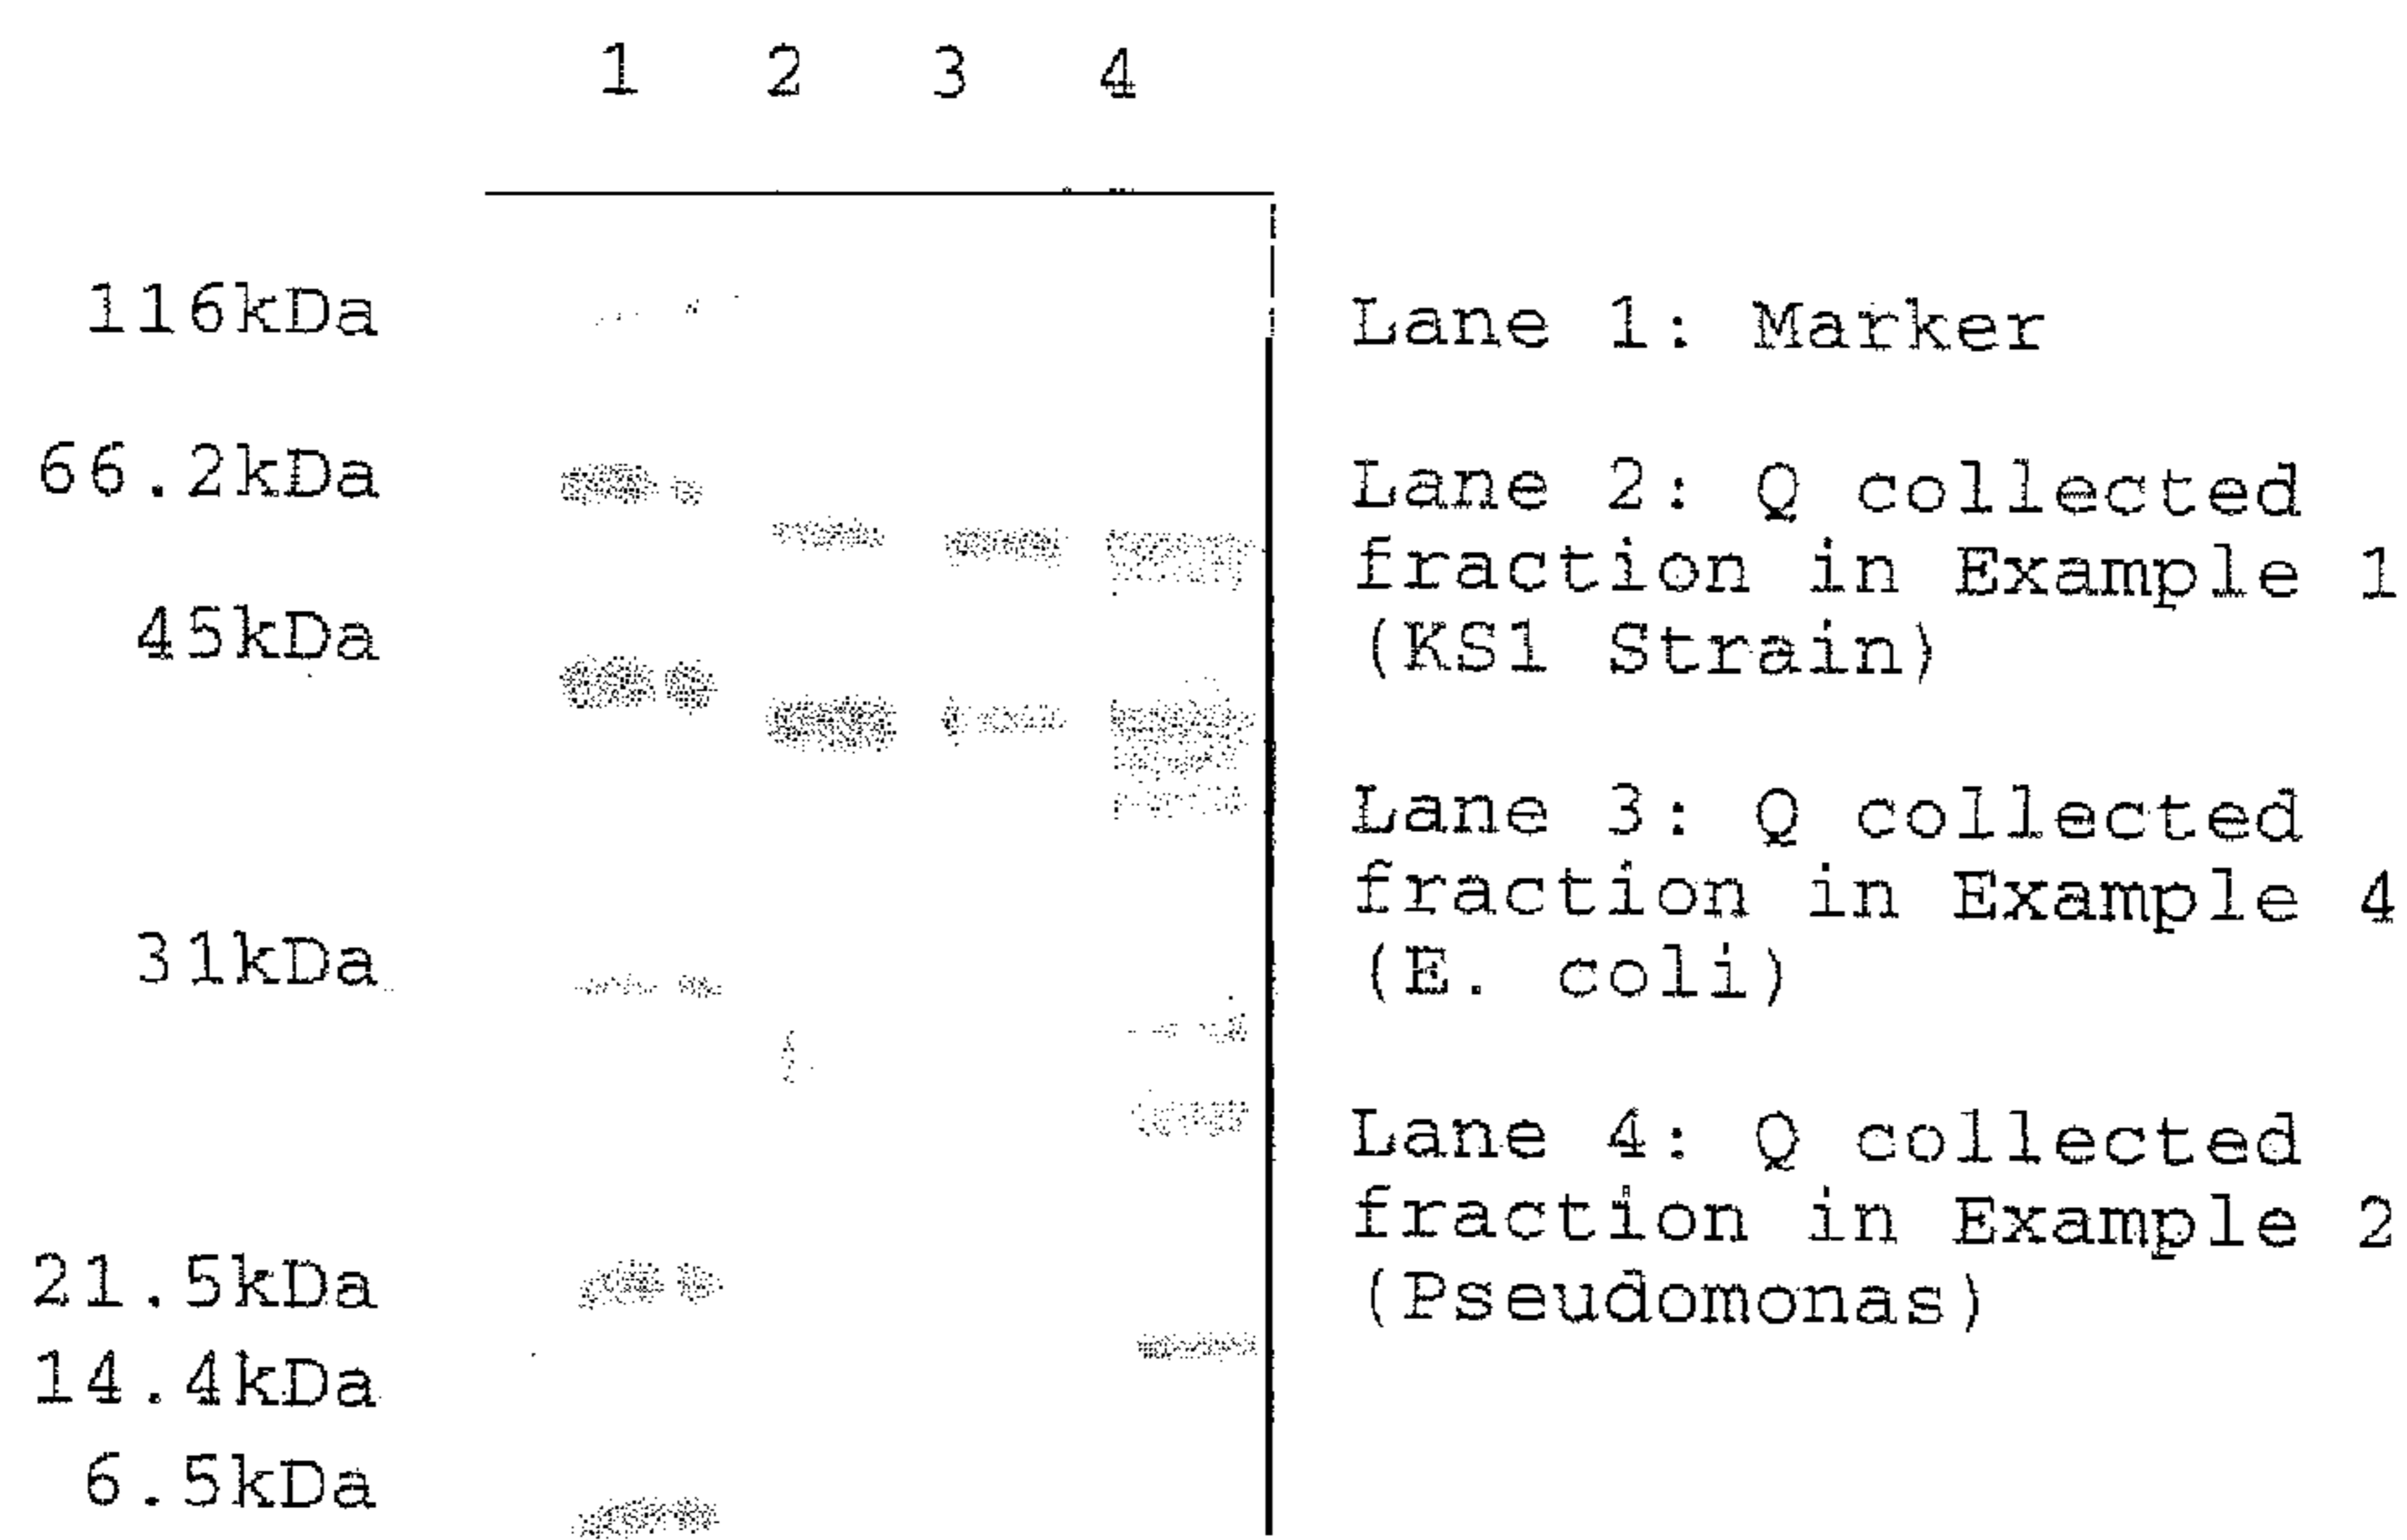 1 2 3 4
116kDa
66.2kDa
45kDa
31kDa
21.5kDa
14.4kDa
6.5kDa
Lane 1: Marker
Lane 2: Q collected
fraction in Example 1
(KS1 Strain)
Lane 3: Q collected
fraction in Example 4
(E. coli)
Lane 4: Q collected
fraction in Example 2
(Pseudomonas)